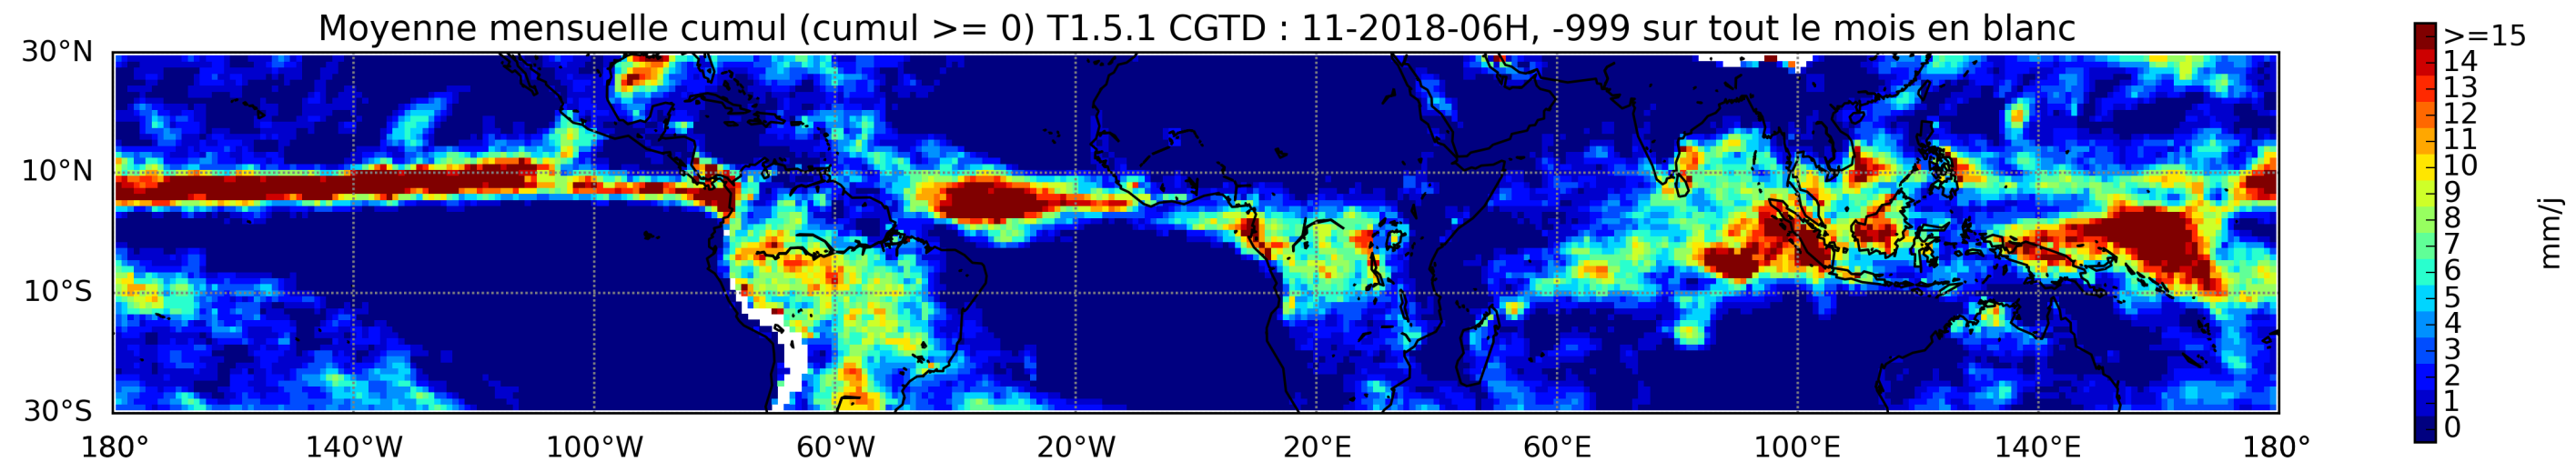 Moyenne mensuelle cumul (cumul >= 0) T1.5.1 CGTD : 11-2018-06H, -999 sur tout le mois en blanc
30°N
10°N
10°S
30°S
180°
140°W
100°W
60°W
20°W
20°E
60°E
100°E
140°E
180°
>=15
14
13
12
11
10
9
8
7
6
5
4
3
2
1
0
mm/j